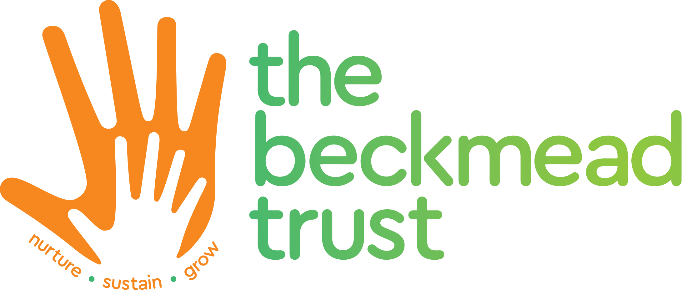 the
beckmead
trust
nurture • sustain • grow